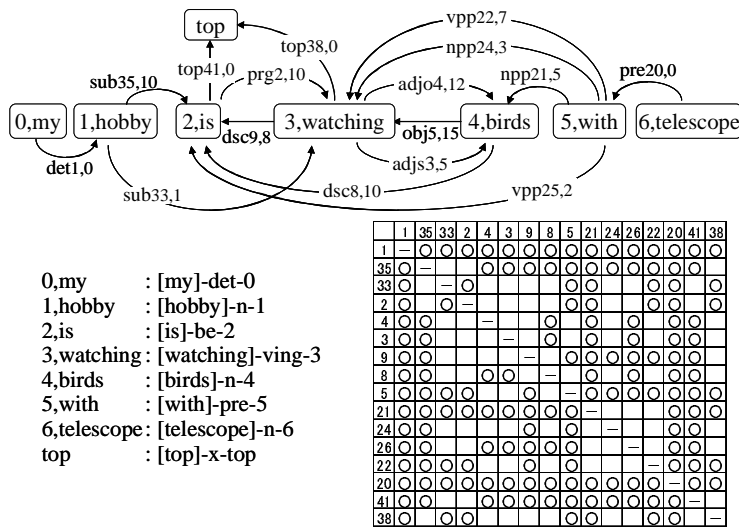 top
vpp22,7
top38,0
npp24,3
top41,0
prg2,10
sub35,10
adjo4,12
npp21,5
pre20,0
0,my
1,hobby
2,is
3,watching
4,birds
5,with
6,telescope
dsc9,8
obj5,15
det1,0
adjs3,5
sub33,1
dsc8,10
vpp25,2
1 35 33 2 4 3 9 8 5 21 24 26 22 20 41 38
1 － ○ ○ ○ ○ ○ ○ ○ ○ ○ ○ ○ ○ ○ ○ ○
35 ○ － ○ ○ ○ ○ ○ ○ ○ ○ ○ ○ ○
33 ○ － ○ ○ ○ ○ ○ ○
2 ○ ○ － ○ ○ ○ ○ ○
4 ○ ○ － ○ ○ ○ ○ ○
3 ○ ○ － ○ ○ ○ ○ ○
9 ○ ○ － ○ ○ ○ ○ ○ ○ ○
8 ○ ○ ○ ○ － ○ ○ ○ ○
5 ○ ○ ○ ○ ○ － ○ ○ ○ ○ ○ ○ ○
21 ○ ○ ○ ○ ○ ○ ○ ○ ○ － ○ ○ ○
24 ○ ○ ○ ○ － ○ ○
26 ○ ○ ○ ○ ○ ○ ○ － ○ ○
22 ○ ○ ○ ○ ○ ○ － ○ ○ ○
20 ○ ○ ○ ○ ○ ○ ○ ○ ○ ○ ○ ○ ○ － ○ ○
41 ○ ○ ○ ○ ○ ○ ○ ○ ○ ○ ○ ○ －
38 ○ ○ ○ ○ ○ ○ ○ －
0,my : [my]-det-0
1,hobby : [hobby]-n-1
2,is : [is]-be-2
3,watching : [watching]-ving-3
4,birds : [birds]-n-4
5,with : [with]-pre-5
6,telescope : [telescope]-n-6
top : [top]-x-top